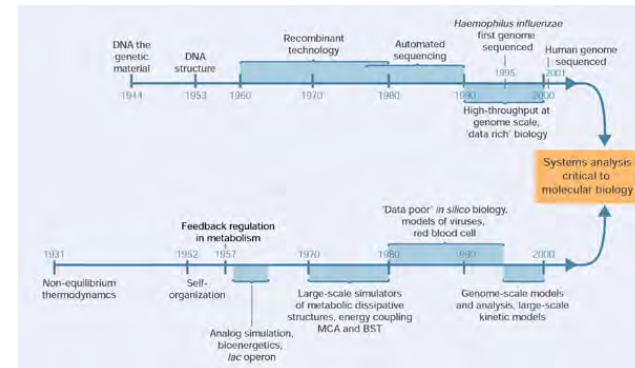 Haemophilus influenzae
first genome
sequenced
DNA the
genetic
material
DNA
structure
Recombinant
technology
Automated
sequencing
Human genome
sequenced
1995
2001
1944
1953
1960
1970
1980
1990
2000
High-throughput at
genome scale,
'data rich' biology
Systems analysis
critical to
molecular biology
'Data poor' in silico biology,
models of viruses,
red blood cell
Feedback regulation
in metabolism
1931
1952
1957
1970
1980
1990
2000
Non-equilibrium
thermodynamcs
Self-
organization
Large-scale simulators
of metabolic dissipative
structures, energy coupling
MCA and BST
Genome-scale models
and analysis, large-scale
kinetic models
Analog simulation,
bioenergetics,
lac operon